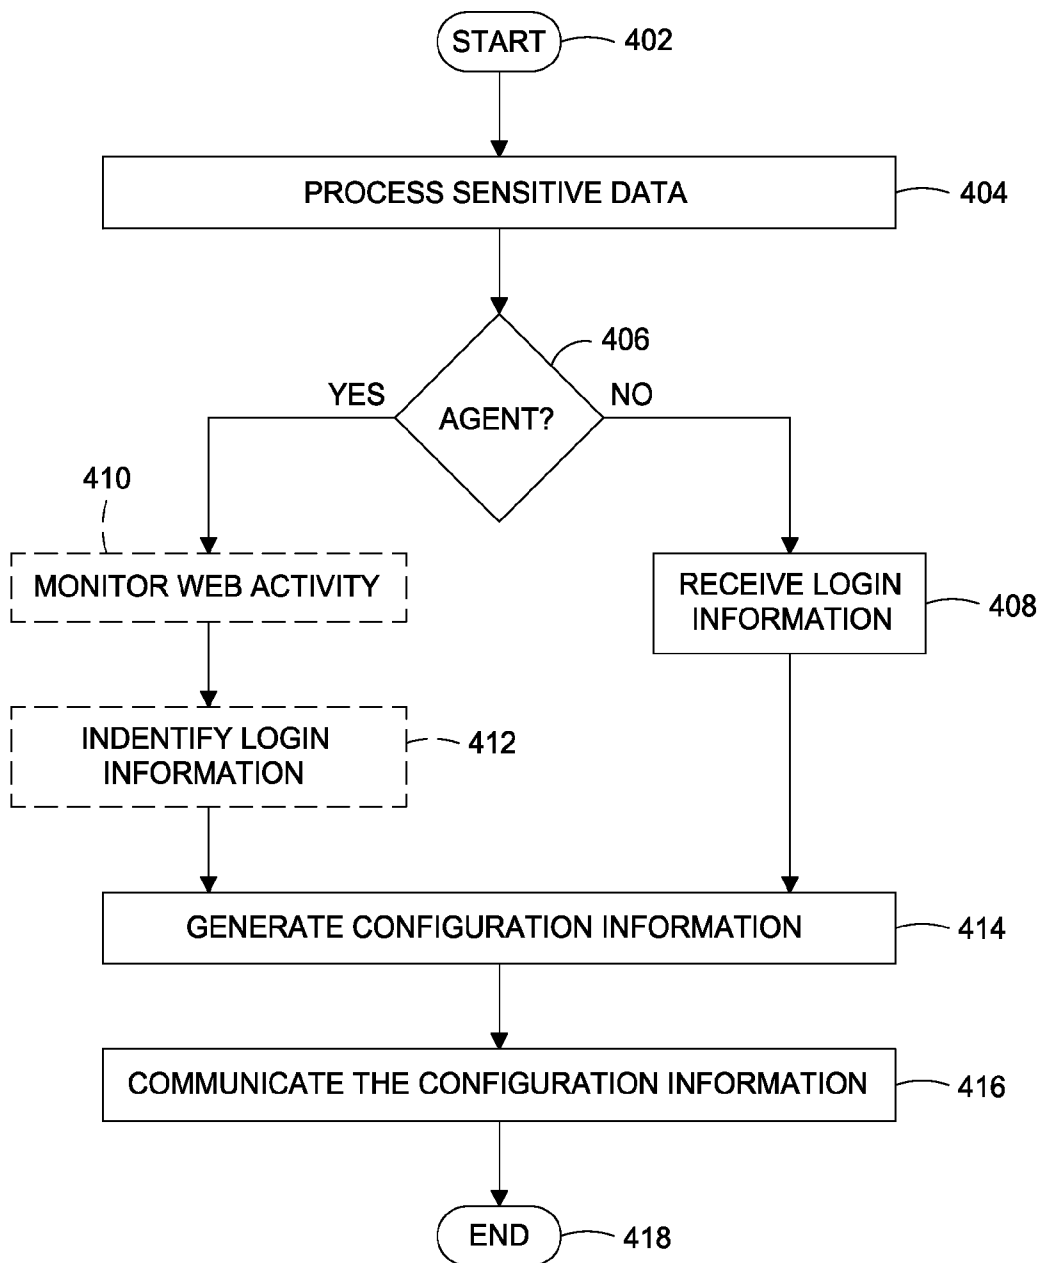 START 402
PROCESS SENSITIVE DATA 404
406
YES AGENT? NO
410
MONITOR WEB ACTIVITY
RECEIVE LOGIN
INFORMATION 408
INDENTIFY LOGIN
INFORMATION 412
GENERATE CONFIGURATION INFORMATION 414
COMMUNICATE THE CONFIGURATION INFORMATION 416
END 418